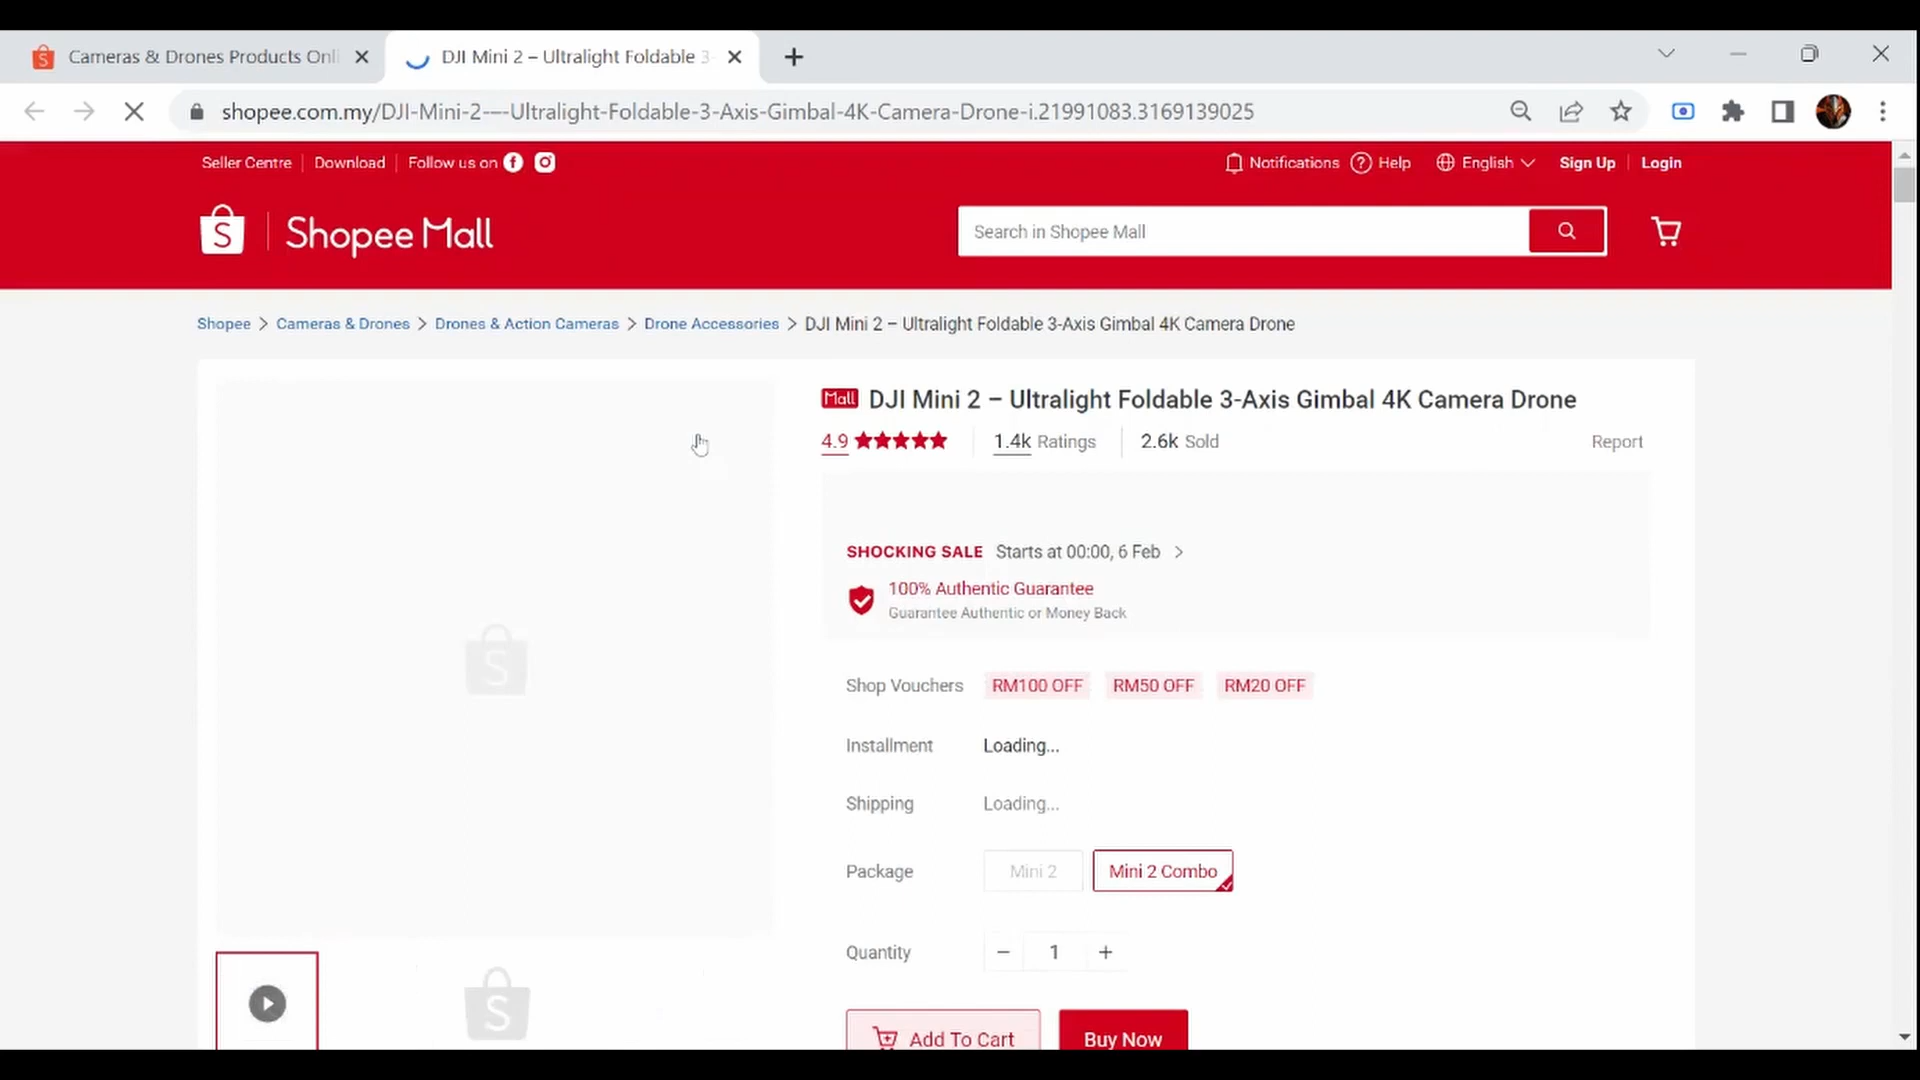 Cameras & Drones Products Onli
DJI Mini 2 – Ultralight Foldable 3-
shopee.com.my/DJI-Mini-2-–-Ultralight-Foldable-3-Axis-Gimbal-4K-Camera-Drone-i.21991083.3169139025
Seller Centre Download Follow us on
Notifications Help English Sign Up Login
S Shopee Mall
Search in Shopee Mall
Shopee > Cameras & Drones > Drones & Action Cameras > Drone Accessories > DJI Mini 2 – Ultralight Foldable 3-Axis Gimbal 4K Camera Drone
Mall DJI Mini 2 – Ultralight Foldable 3-Axis Gimbal 4K Camera Drone
4.9 1.4k Ratings 2.6k Sold Report
SHOCKING SALE Starts at 00:00, 6 Feb >
100% Authentic Guarantee
Guarantee Authentic or Money Back
S
Shop Vouchers RM100 OFF RM50 OFF RM20 OFF
Installment Loading...
Shipping Loading...
Package Mini 2 Mini 2 Combo
Quantity − 1 +
S
Add To Cart Buy Now